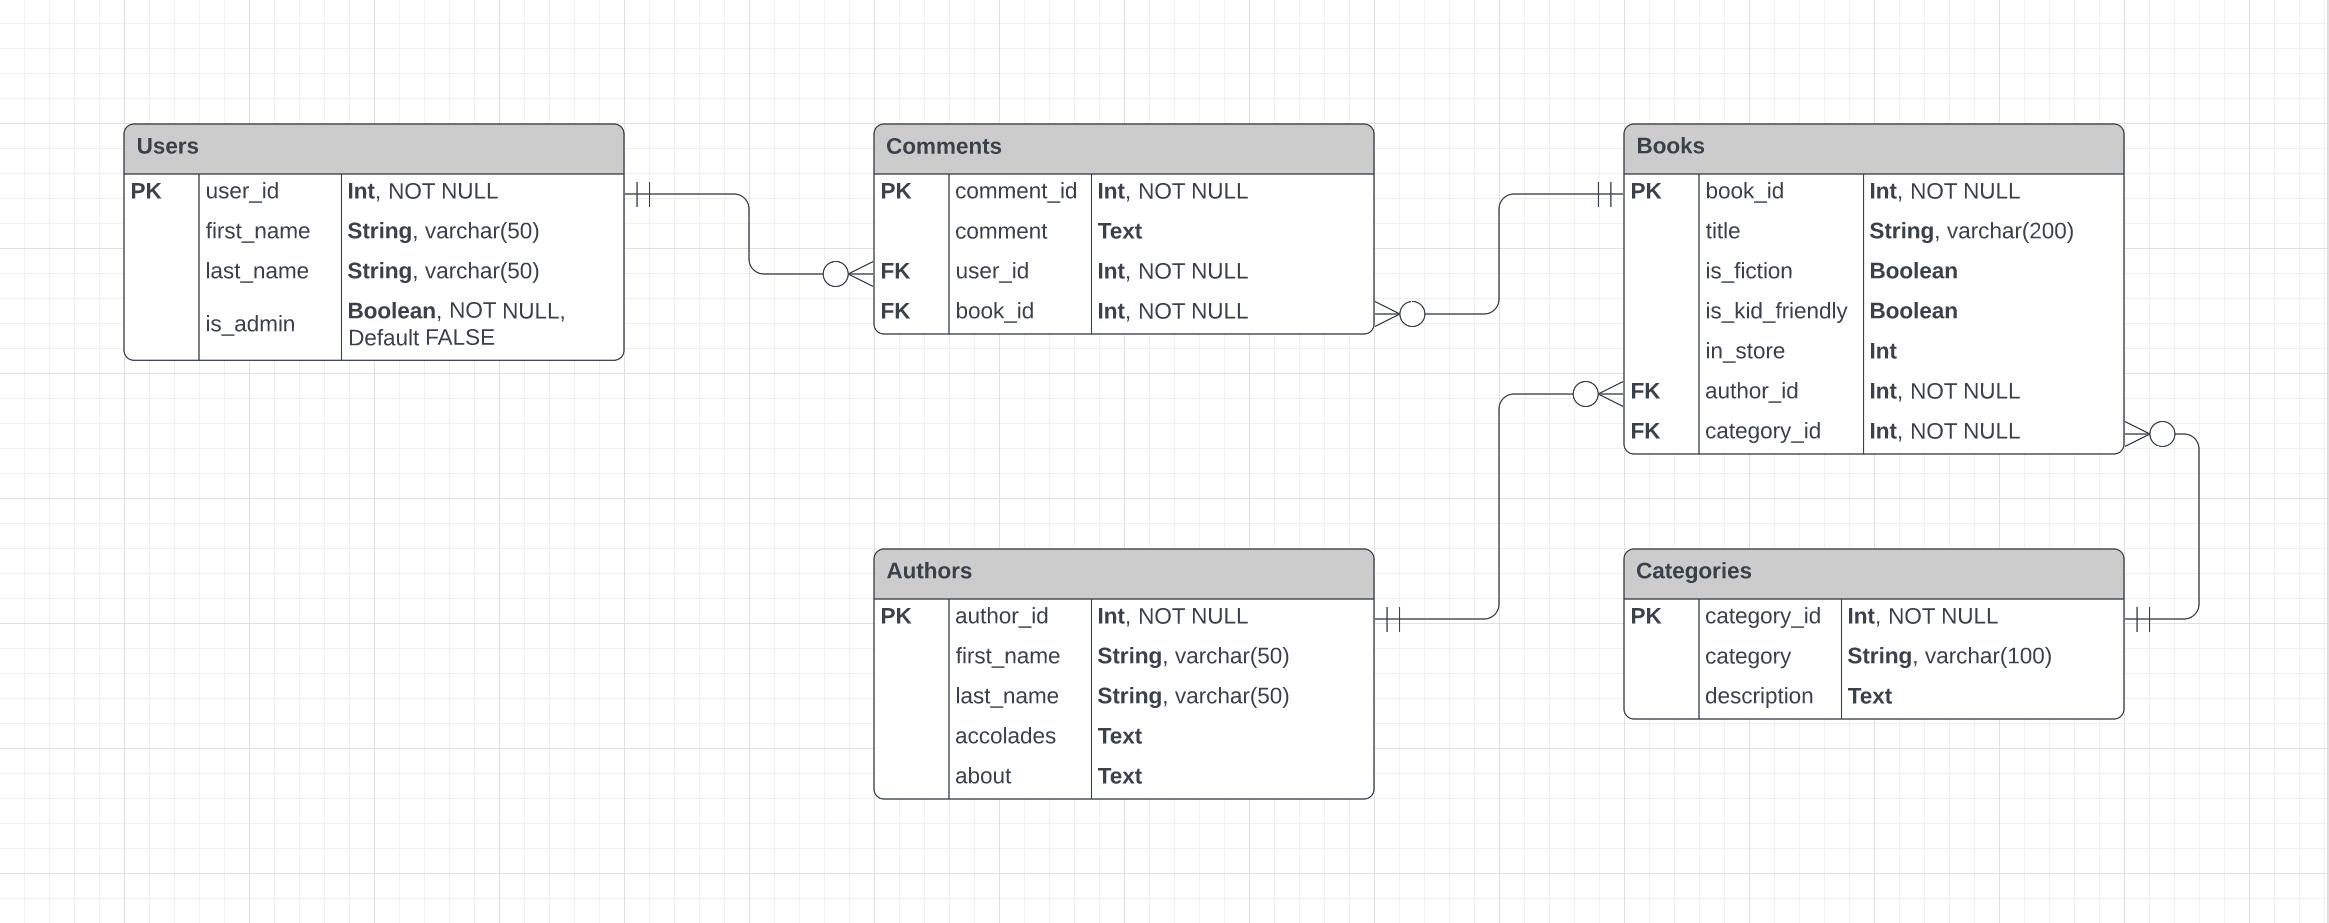 Users
PK user_id Int, NOT NULL
first_name String, varchar(50)
last_name String, varchar(50)
is_admin Boolean, NOT NULL,
Default FALSE
Comments
PK comment_id Int, NOT NULL
comment Text
FK user_id Int, NOT NULL
FK book_id Int, NOT NULL
Books
PK book_id Int, NOT NULL
title String, varchar(200)
is_fiction Boolean
is_kid_friendly Boolean
in_store Int
FK author_id Int, NOT NULL
FK category_id Int, NOT NULL
Authors
PK author_id Int, NOT NULL
first_name String, varchar(50)
last_name String, varchar(50)
accolades Text
about Text
Categories
PK category_id Int, NOT NULL
category String, varchar(100)
description Text